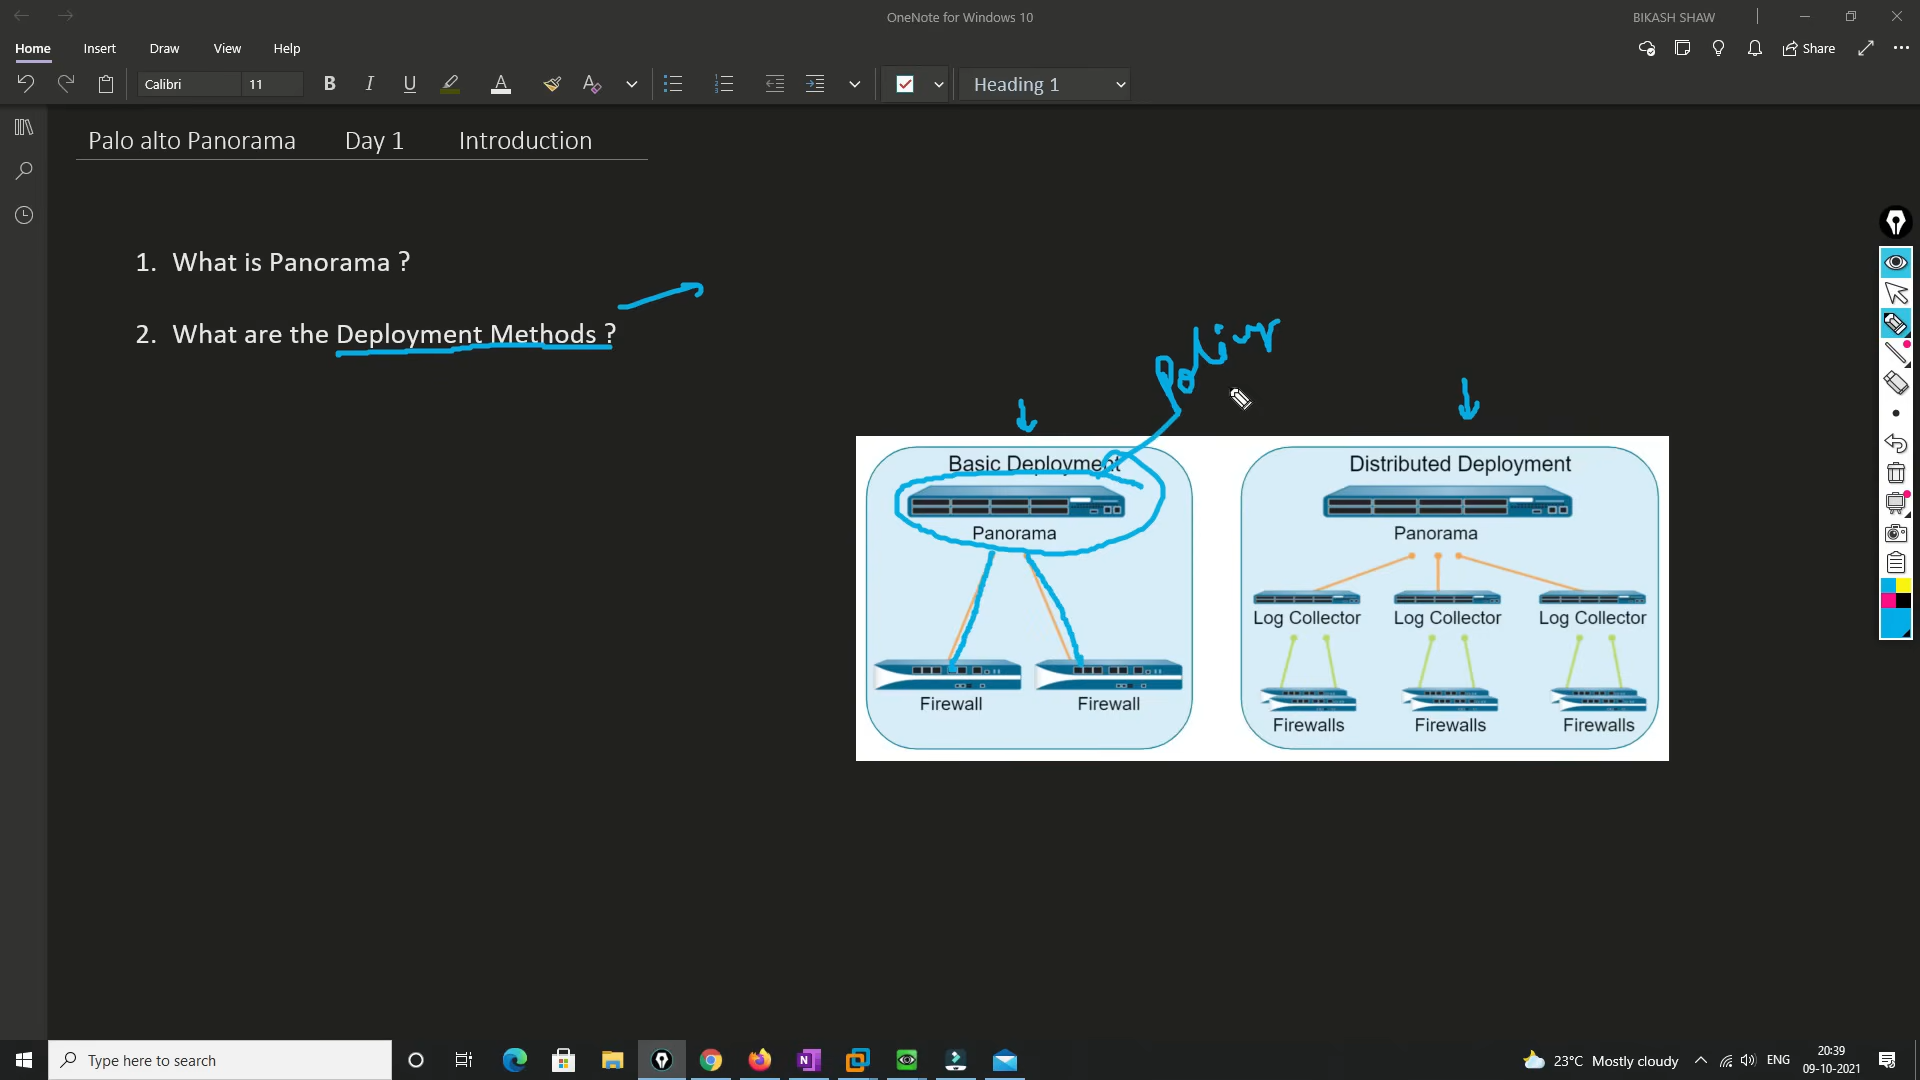 OneNote for Windows 10
BIKASH SHAW
Home Insert Draw View Help
Share
Calibri 11 B I U A A Heading 1
Palo alto Panorama Day 1 Introduction
1. What is Panorama ?
2. What are the Deployment Methods ?
Basic Deployment
Panorama
Firewall Firewall
Distributed Deployment
Panorama
Log Collector Log Collector Log Collector
Firewalls Firewalls Firewalls
Type here to search
N
23°C Mostly cloudy
ENG
20:39
09-10-2021